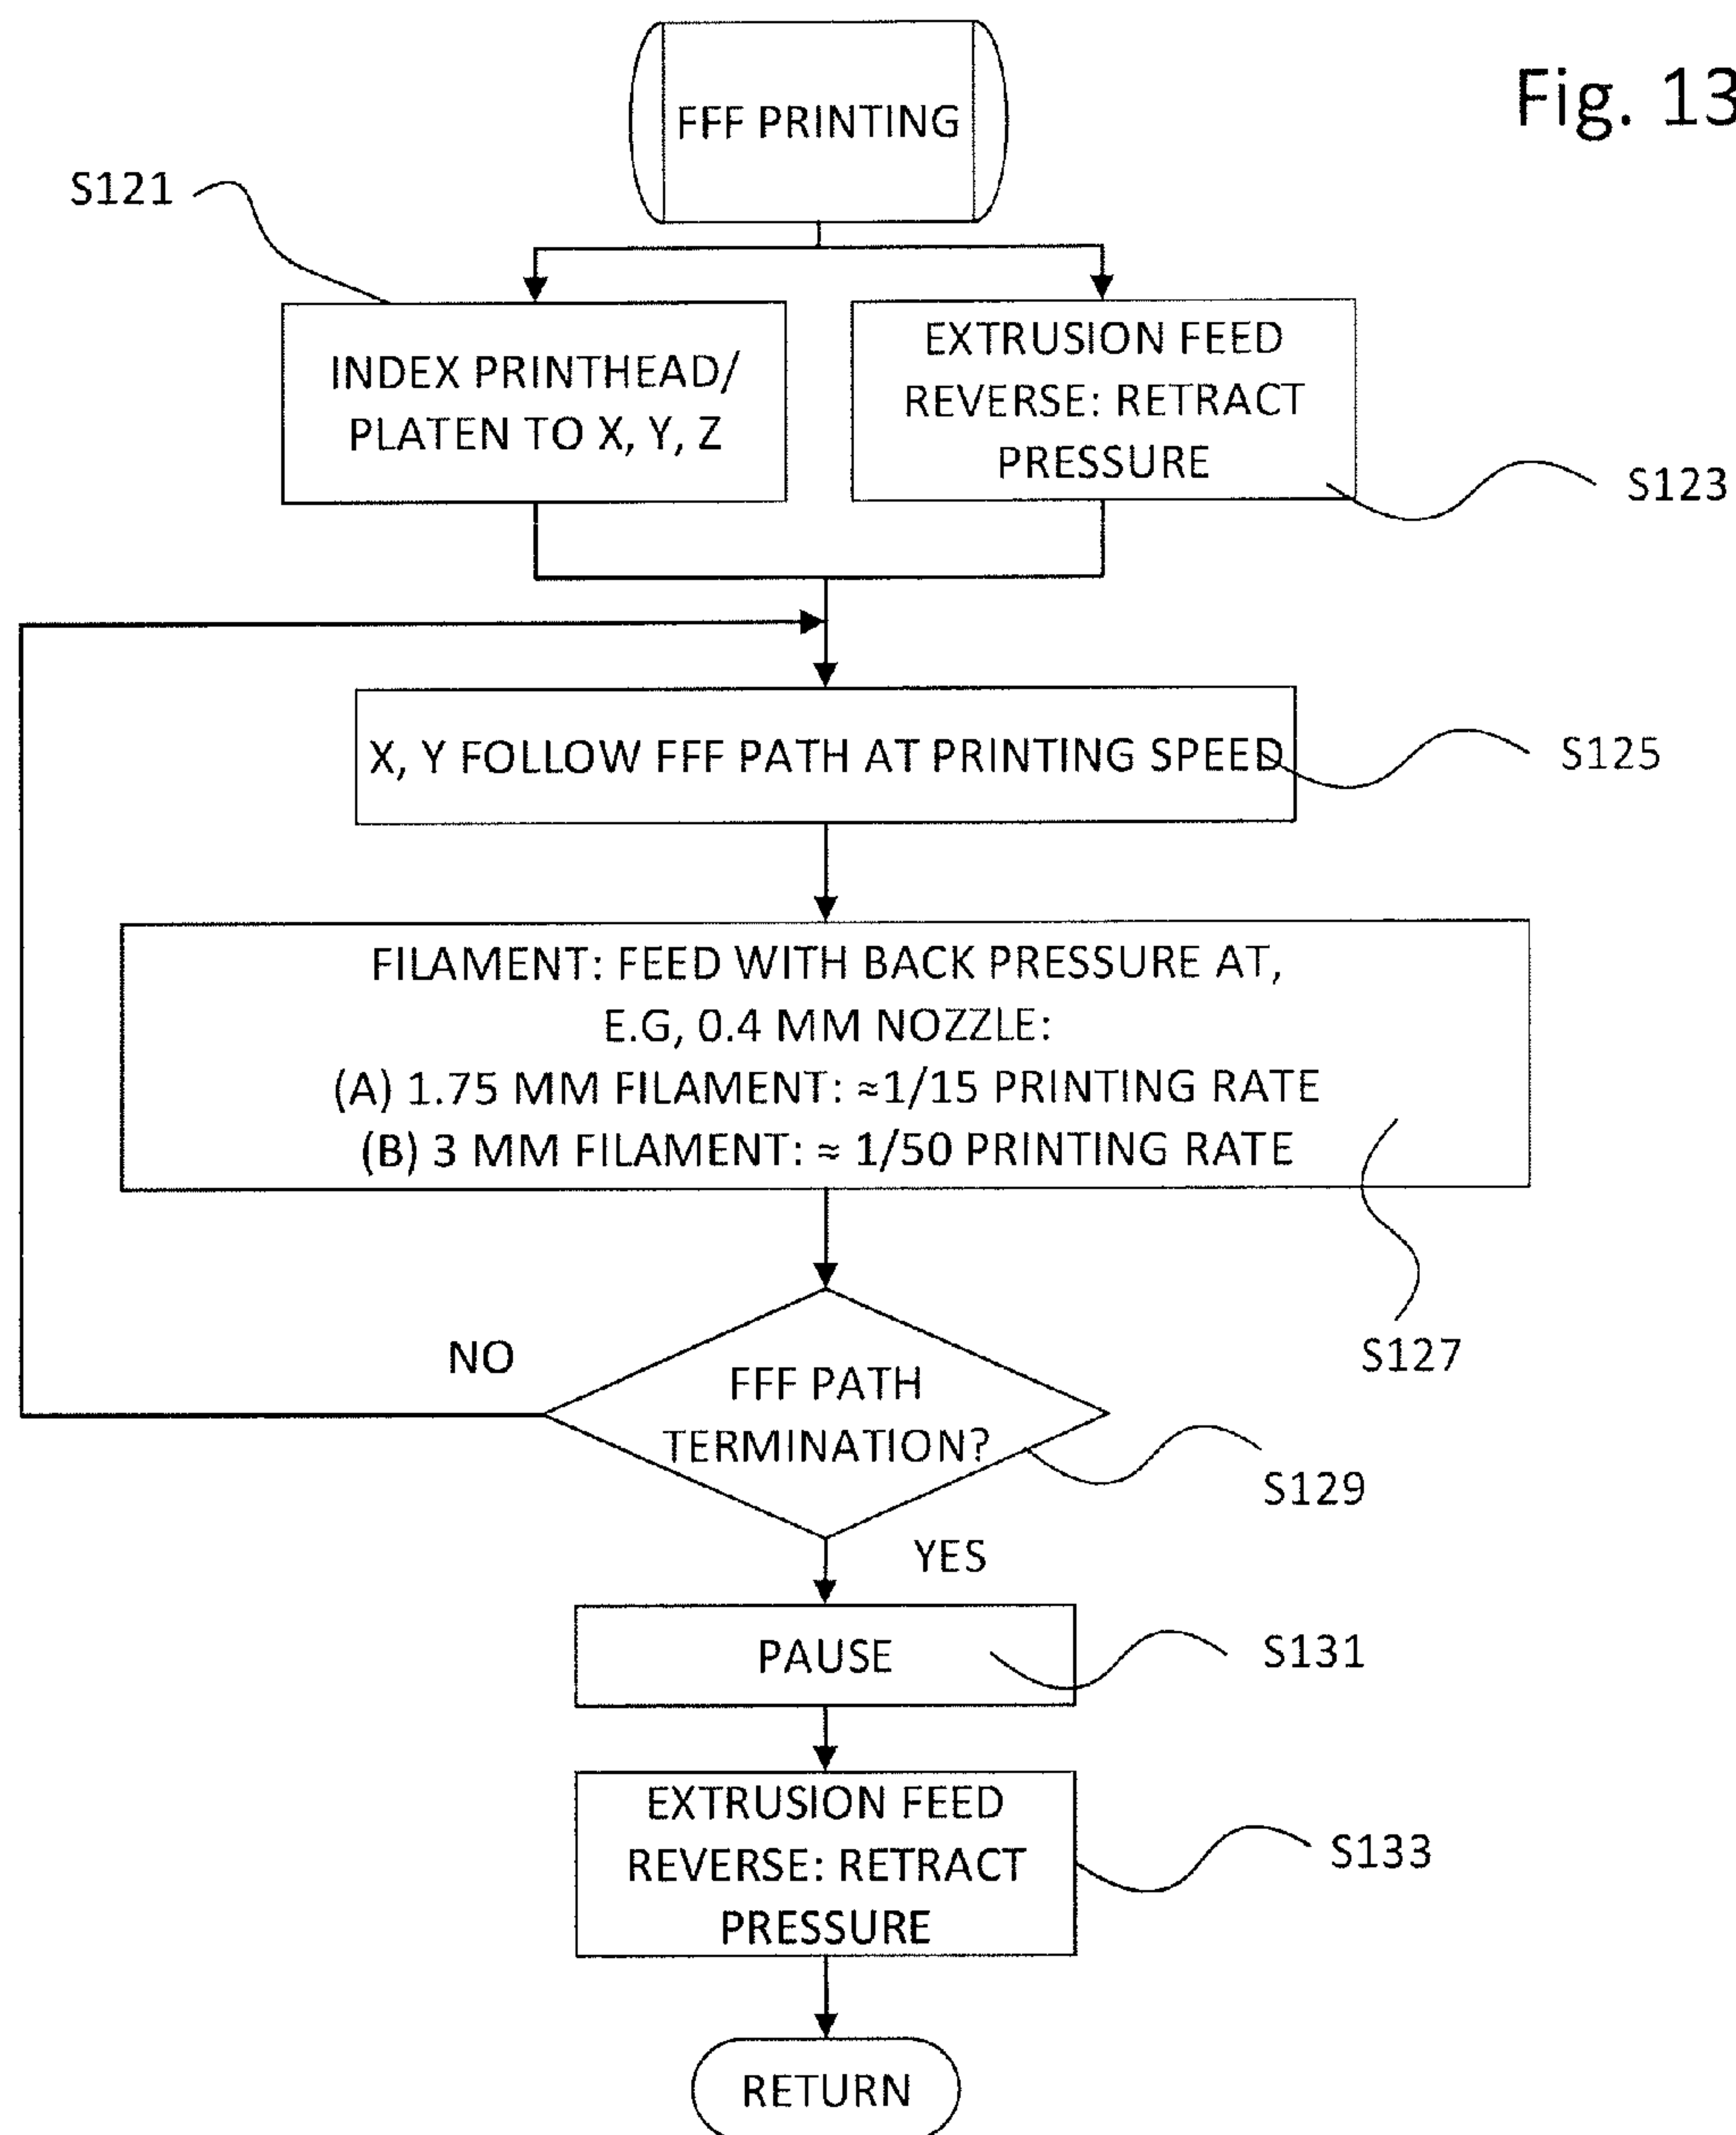 Fig. 13
FFF PRINTING
S121
INDEX PRINTHEAD/
PLATEN TO X, Y, Z
EXTRUSION FEED
REVERSE: RETRACT
PRESSURE
S123
X, Y FOLLOW FFF PATH AT PRINTING SPEED
S125
FILAMENT: FEED WITH BACK PRESSURE AT,
E.G, 0.4 MM NOZZLE:
(A) 1.75 MM FILAMENT: ≈1/15 PRINTING RATE
(B) 3 MM FILAMENT: ≈ 1/50 PRINTING RATE
S127
NO
FFF PATH
TERMINATION?
S129
YES
PAUSE
S131
EXTRUSION FEED
REVERSE: RETRACT
PRESSURE
S133
RETURN